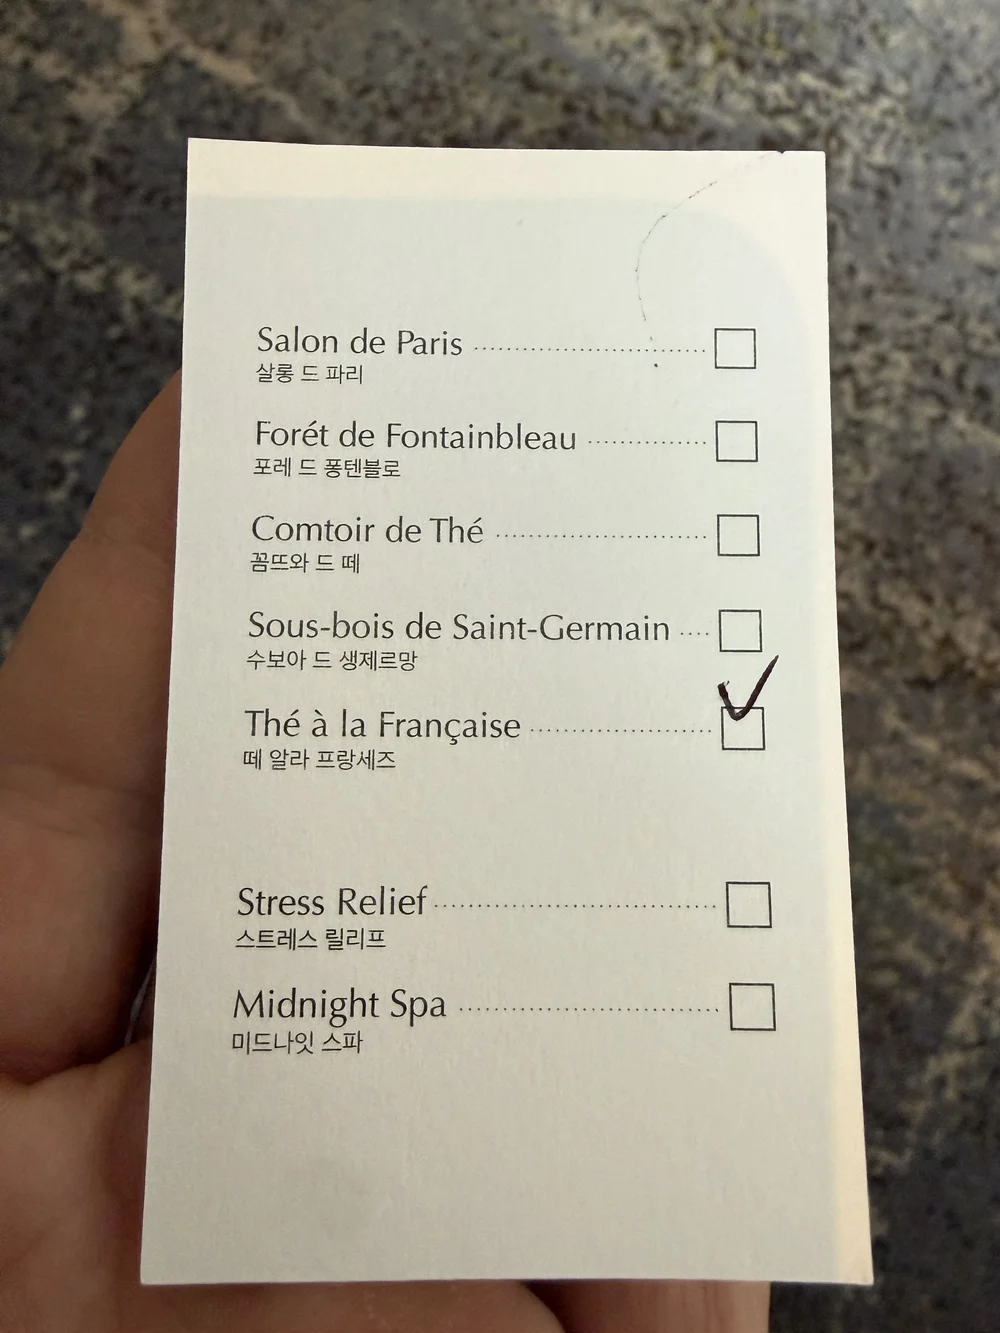 Salon de Paris
살롱 드 파리
Forét de Fontainbleau
포레 드 퐁텐블로
Comtoir de Thé
꼼뜨와 드 떼
Sous-bois de Saint-Germain
수보아 드 생제르망
Thé à la Française
떼 알라 프랑세즈
Stress Relief
스트레스 릴리프
Midnight Spa
미드나잇 스파